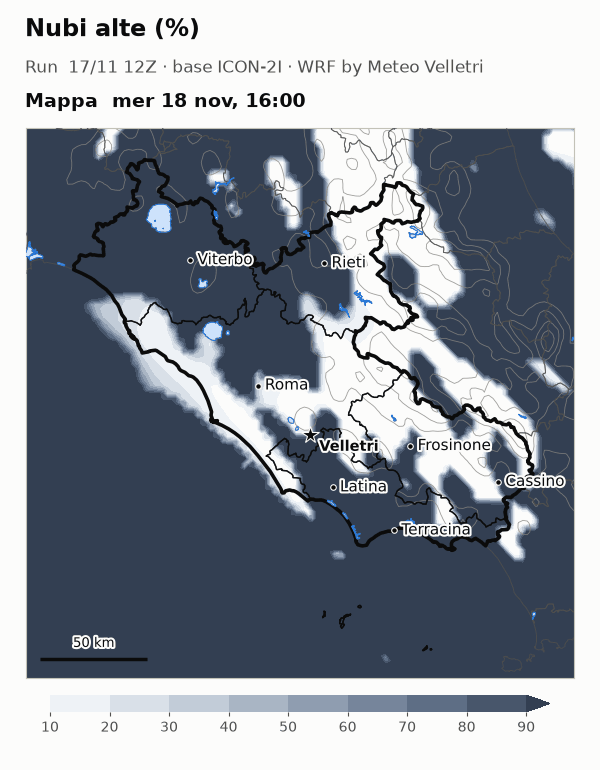 Nubi alte (%)
Run 17/11 12Z · base ICON-2I · WRF by Meteo Velletri
Mappa mer 18 nov, 16:00
Viterbo
Rieti
Roma
Velletri
Frosinone
Latina
Cassino
Terracina
50 km
10 20 30 40 50 60 70 80 90